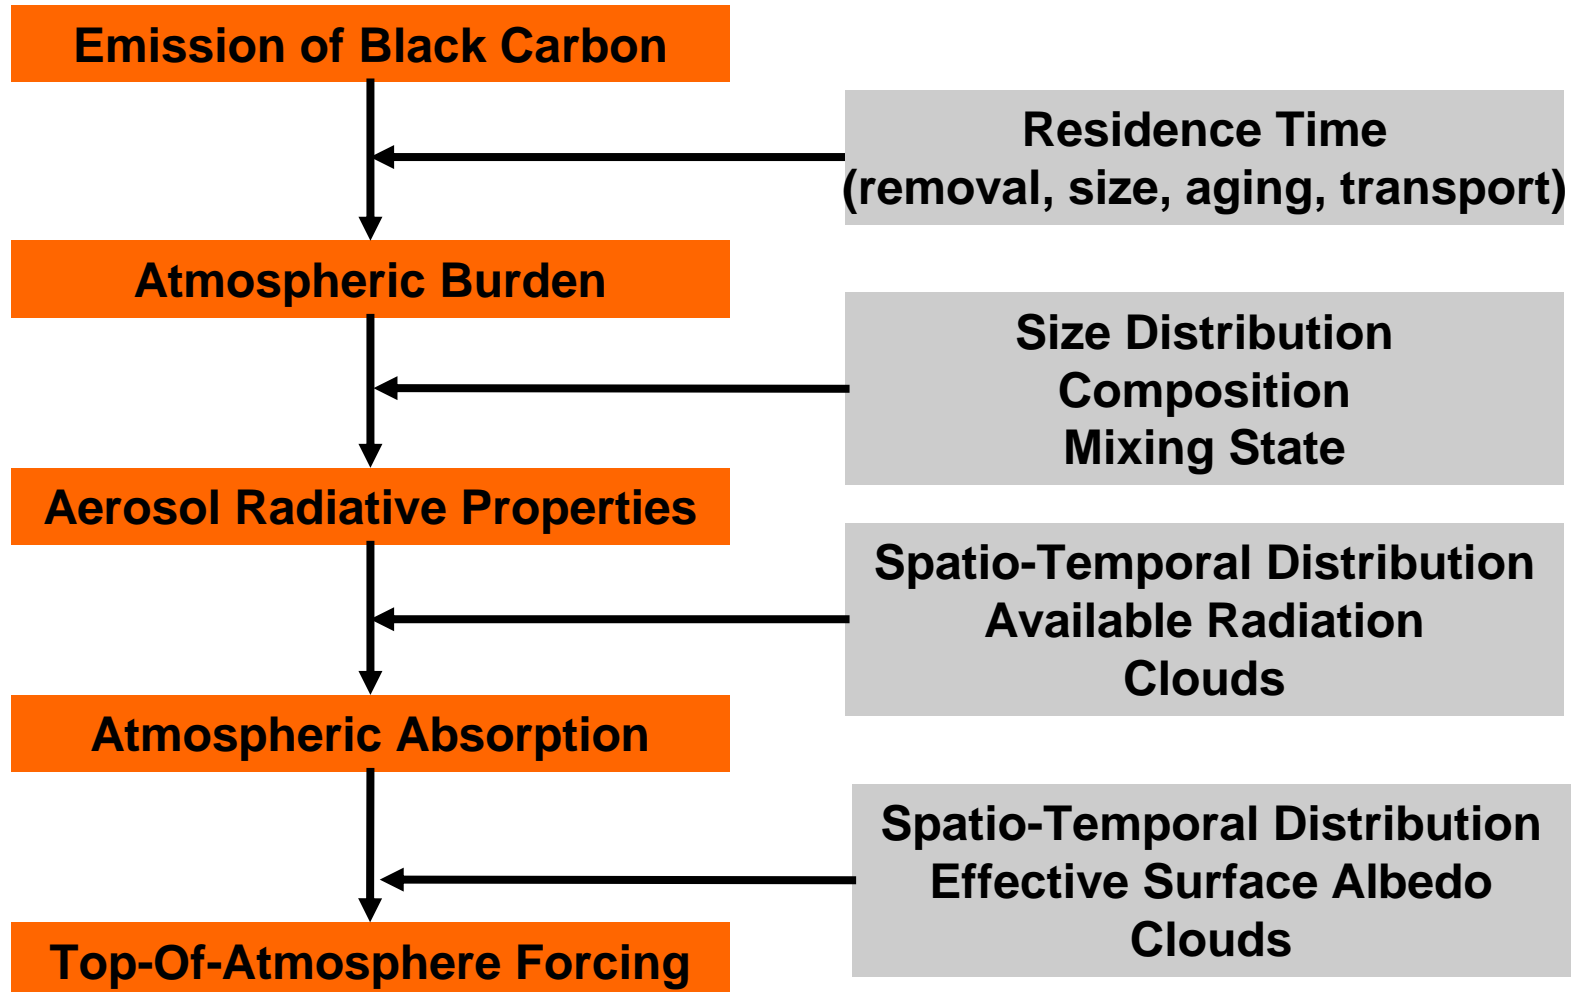 Emission of Black Carbon
Residence Time
(removal, size, aging, transport)
Atmospheric Burden
Size Distribution
Composition
Mixing State
Aerosol Radiative Properties
Spatio-Temporal Distribution
Available Radiation
Clouds
Atmospheric Absorption
Spatio-Temporal Distribution
Effective Surface Albedo
Clouds
Top-Of-Atmosphere Forcing